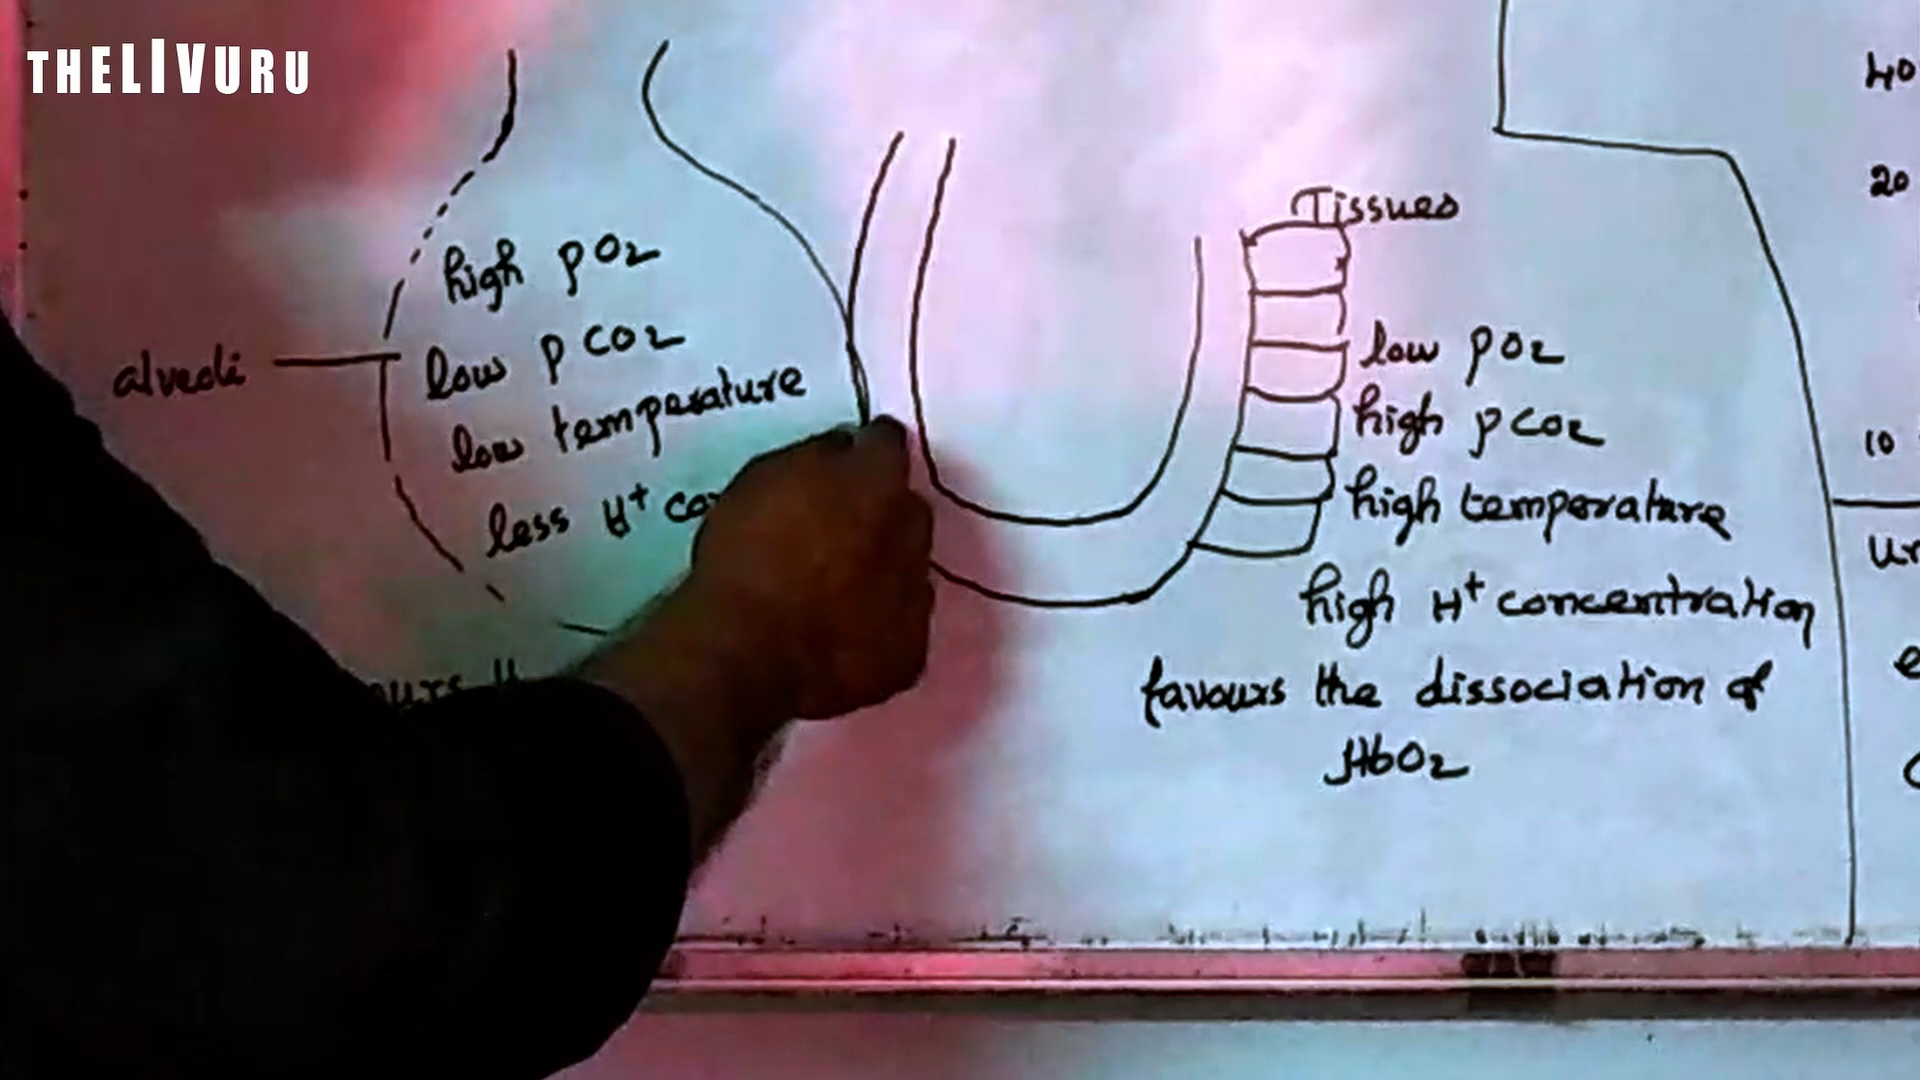 THELIVURU
40
20
Tissues
high pO2
low pCO2
alveoli
low temperature
less H+
low pO2
high pCO2
high temperature
high H+ concentration
favours the dissociation of
HbO2
10